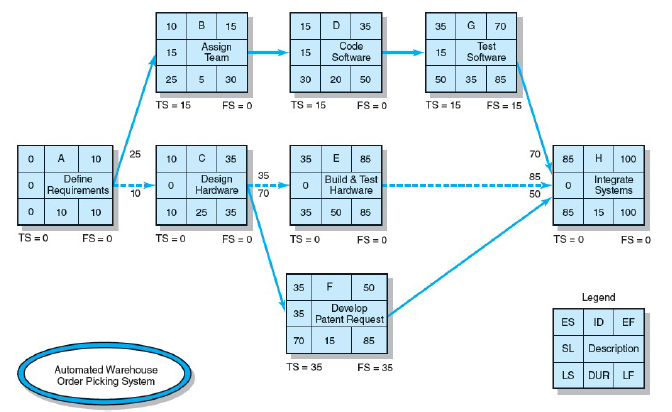 10 B 15
15 Assign Team
25 5 30
TS = 15 FS = 0
15 D 35
15 Code Software
30 20 50
TS = 15 FS = 0
35 G 70
15 Test Software
50 35 85
TS = 15 FS = 15
0 A 10
0 Define Requirements
0 10 10
TS = 0 FS = 0
25
10
10 C 35
0 Design Hardware
10 25 35
TS = 0 FS = 0
35
70
35 E 85
0 Build & Test Hardware
35 50 85
TS = 0 FS = 0
70
85
50
85 H 100
0 Integrate Systems
85 15 100
TS = 0 FS = 0
35 F 50
35 Develop Patent Request
70 15 85
TS = 35 FS = 35
Automated Warehouse
Order Picking System
Legend
ES ID EF
SL Description
LS DUR LF